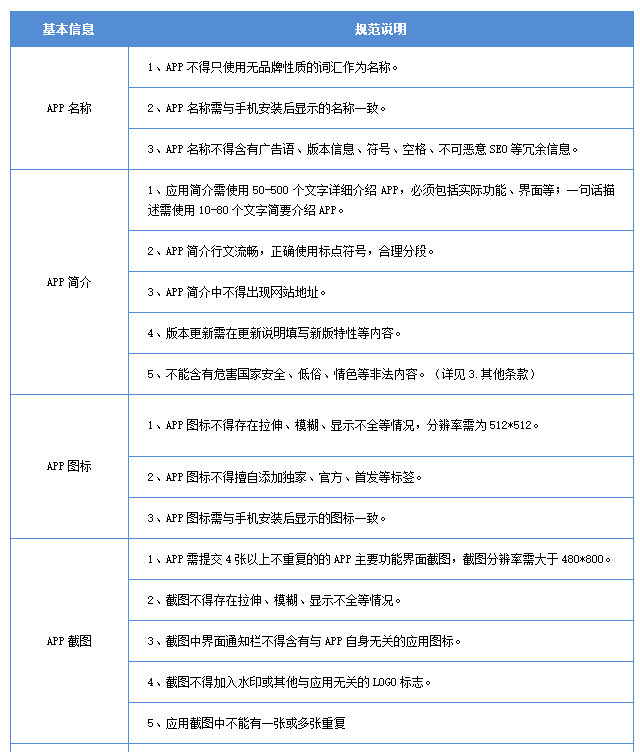 基本信息
规范说明
APP 名称
1、APP 不得只使用无品牌性质的词汇作为名称。
2、APP 名称需与手机安装后显示的名称一致。
3、APP 名称不得含有广告语、版本信息、符号、空格、不可恶意 SEO 等冗余信息。
APP 简介
1、应用简介需使用 50-500 个文字详细介绍 APP，必须包括实际功能、界面等；一句话描
述需使用 10-80 个文字简要介绍 APP。
2、APP 简介行文流畅，正确使用标点符号，合理分段。
3、APP 简介中不得出现网站地址。
4、版本更新需在更新说明填写新版特性等内容。
5、不能含有危害国家安全、低俗、情色等非法内容。（详见 3.其他条款）
APP 图标
1、APP 图标不得存在拉伸、模糊、显示不全等情况，分辨率需为 512*512。
2、APP 图标不得擅自添加独家、官方、首发等标签。
3、APP 图标需与手机安装后显示的图标一致。
APP 截图
1、APP 需提交 4 张以上不重复的的 APP 主要功能界面截图，截图分辨率需大于 480*800。
2、截图不得存在拉伸、模糊、显示不全等情况。
3、截图中界面通知栏不得含有与 APP 自身无关的应用图标。
4、截图不得加入水印或其他与应用无关的 LOGO 标志。
5、应用截图中不能有一张或多张重复